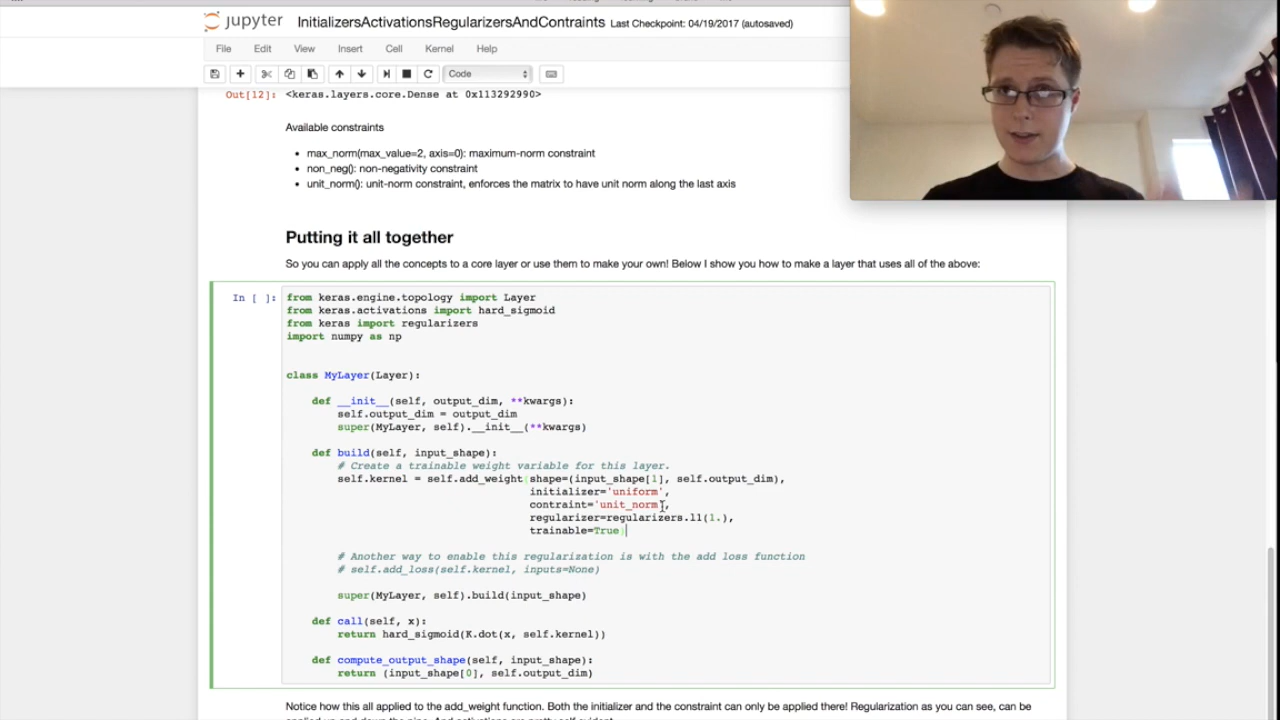 jupyter InitializersActivationsRegularizersAndContraints Last Checkpoint: 04/19/2017 (autosaved)
File Edit View Insert Cell Kernel Help
Code
Out[12]: <keras.layers.core.Dense at 0x113292990>
Available constraints
• max_norm(max_value=2, axis=0): maximum-norm constraint
• non_neg(): non-negativity constraint
• unit_norm(): unit-norm constraint, enforces the matrix to have unit norm along the last axis
Putting it all together
So you can apply all the concepts to a core layer or use them to make your own! Below I show you how to make a layer that uses all of the above:
In [ ]: from keras.engine.topology import Layer
from keras.activations import hard_sigmoid
from keras import regularizers
import numpy as np
class MyLayer(Layer):
def __init__(self, output_dim, **kwargs):
self.output_dim = output_dim
super(MyLayer, self).__init__(**kwargs)
def build(self, input_shape):
# Create a trainable weight variable for this layer.
self.kernel = self.add_weight(shape=(input_shape[1], self.output_dim),
initializer='uniform',
contraint='unit_norm',
regularizer=regularizers.l1(1.),
trainable=True)
# Another way to enable this regularization is with the add loss function
# self.add_loss(self.kernel, inputs=None)
super(MyLayer, self).build(input_shape)
def call(self, x):
return hard_sigmoid(K.dot(x, self.kernel))
def compute_output_shape(self, input_shape):
return (input_shape[0], self.output_dim)
Notice how this all applied to the add_weight function. Both the initializer and the constraint can only be applied there! Regularization as you can see, can be